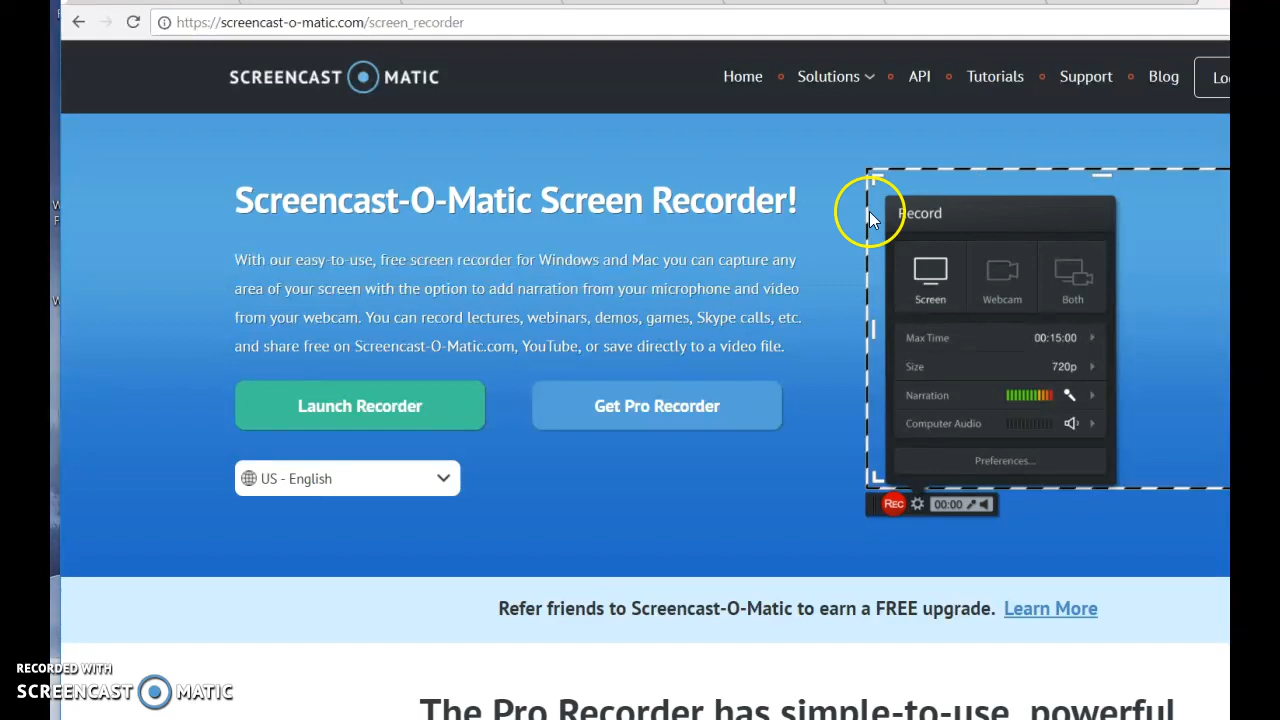 https://screencast-o-matic.com/screen_recorder
SCREENCAST O MATIC
Home Solutions API Tutorials Support Blog Lo
Screencast-O-Matic Screen Recorder!
With our easy-to-use, free screen recorder for Windows and Mac you can capture any
area of your screen with the option to add narration from your microphone and video
from your webcam. You can record lectures, webinars, demos, games, Skype calls, etc.
and share free on Screencast-O-Matic.com, YouTube, or save directly to a video file.
Launch Recorder Get Pro Recorder
US - English
Record
Screen Webcam Both
Max Time 00:15:00
Size 720p
Narration
Computer Audio
Preferences...
REC 00:00
Refer friends to Screencast-O-Matic to earn a FREE upgrade. Learn More
The Pro Recorder has simple-to-use, powerful
RECORDED WITH
SCREENCAST O MATIC